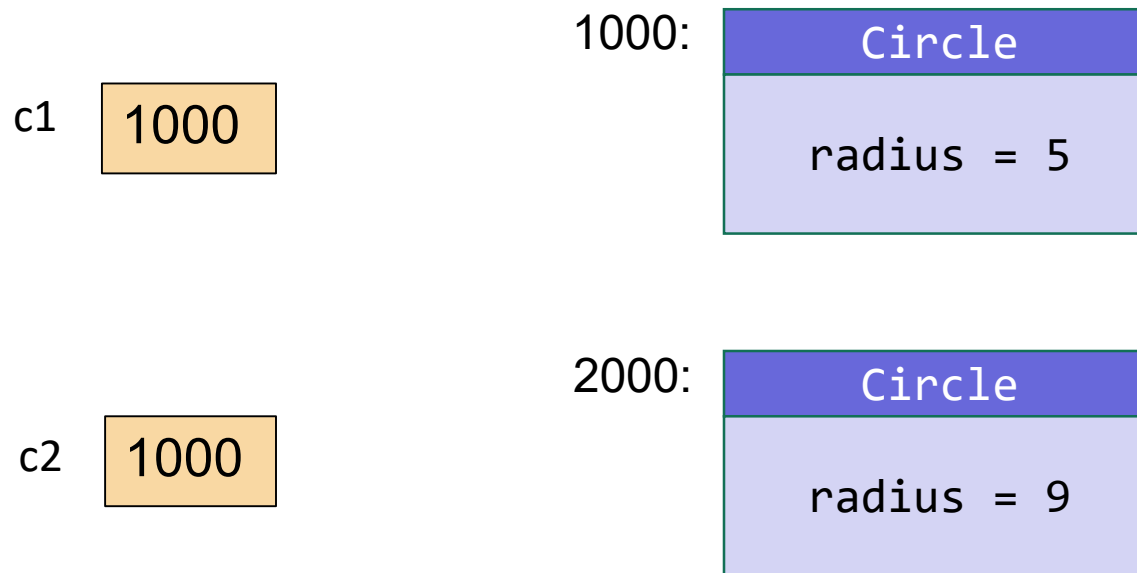 1000:
Circle
c1
1000
radius = 5
2000:
Circle
c2
1000
radius = 9